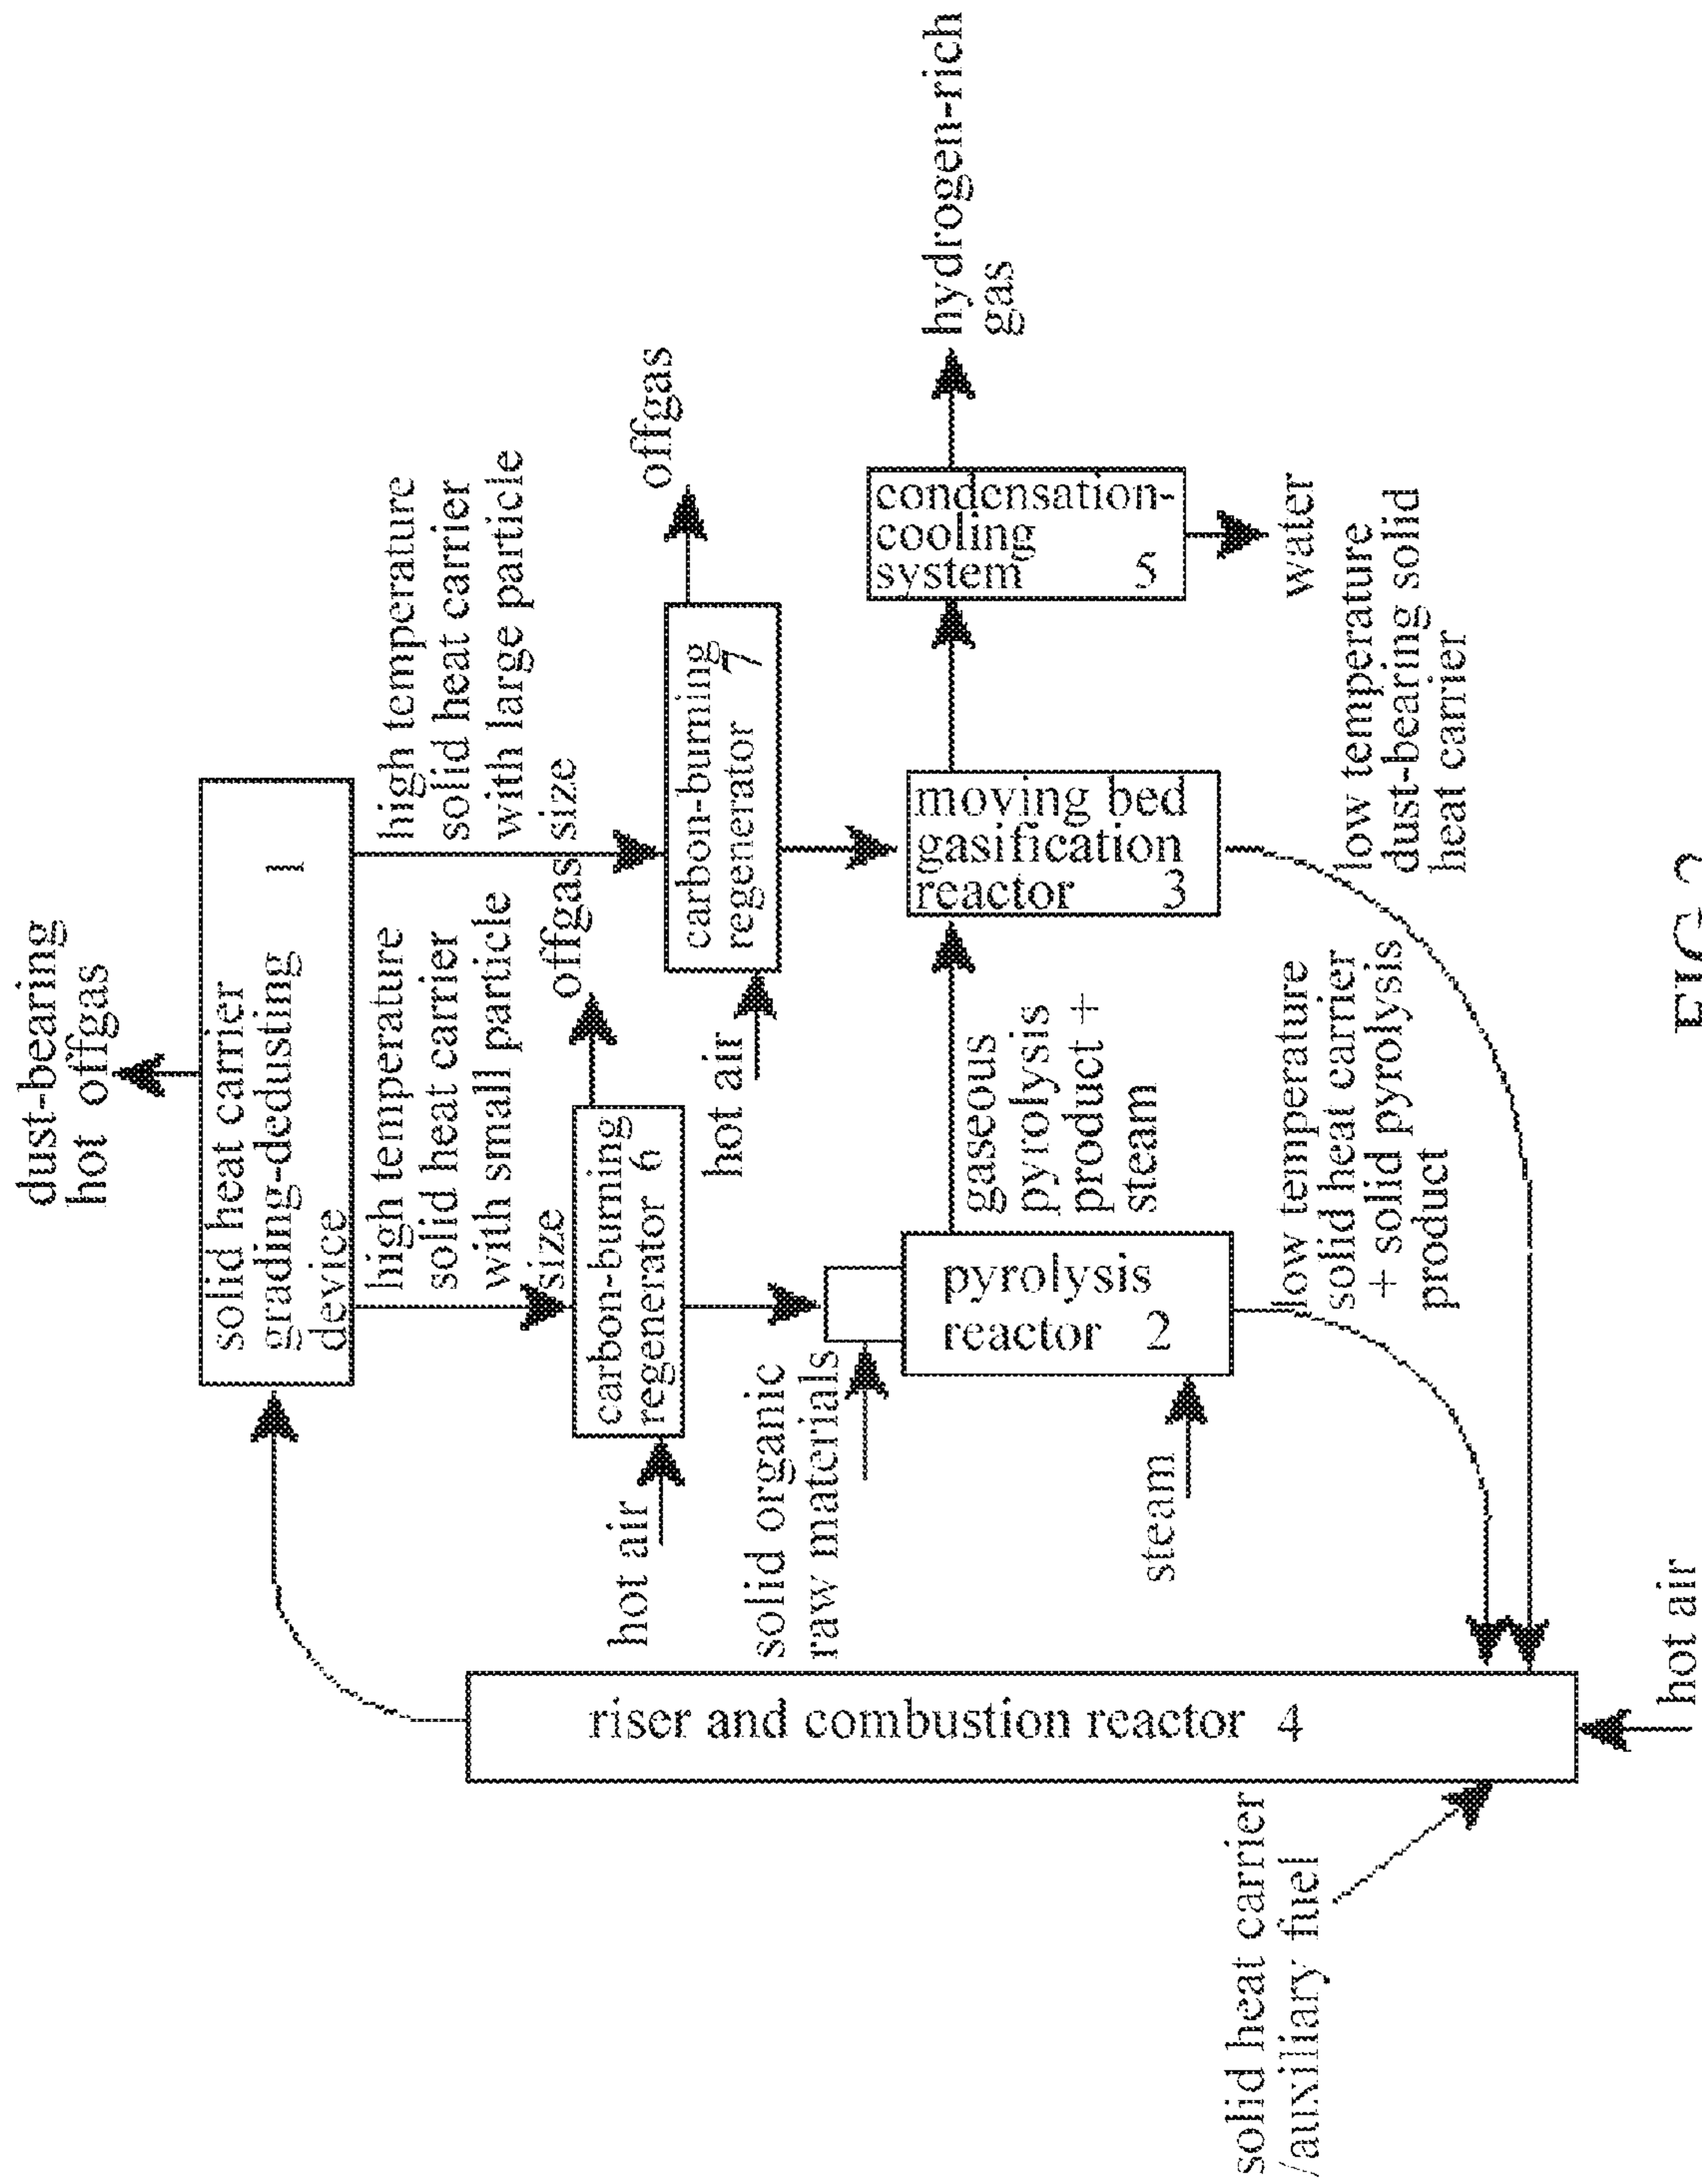 dust-bearing
hot offgas
solid heat carrier
grading-dedusting
device
1
high temperature
solid heat carrier
with small particle
size
high temperature
solid heat carrier
with large particle
size
offgas
offgas
carbon-burning
regenerator 6
carbon-burning
regenerator 7
hot air
hot air
solid organic
raw materials
pyrolysis
reactor 2
steam
gaseous
pyrolysis
product +
steam
moving bed
gasification
reactor 3
condensation-
cooling
system 5
hydrogen-rich
gas
water
low temperature
solid heat carrier
+ solid pyrolysis
product
low temperature
dust-bearing solid
heat carrier
riser and combustion reactor 4
solid heat carrier
/auxiliary fuel
hot air